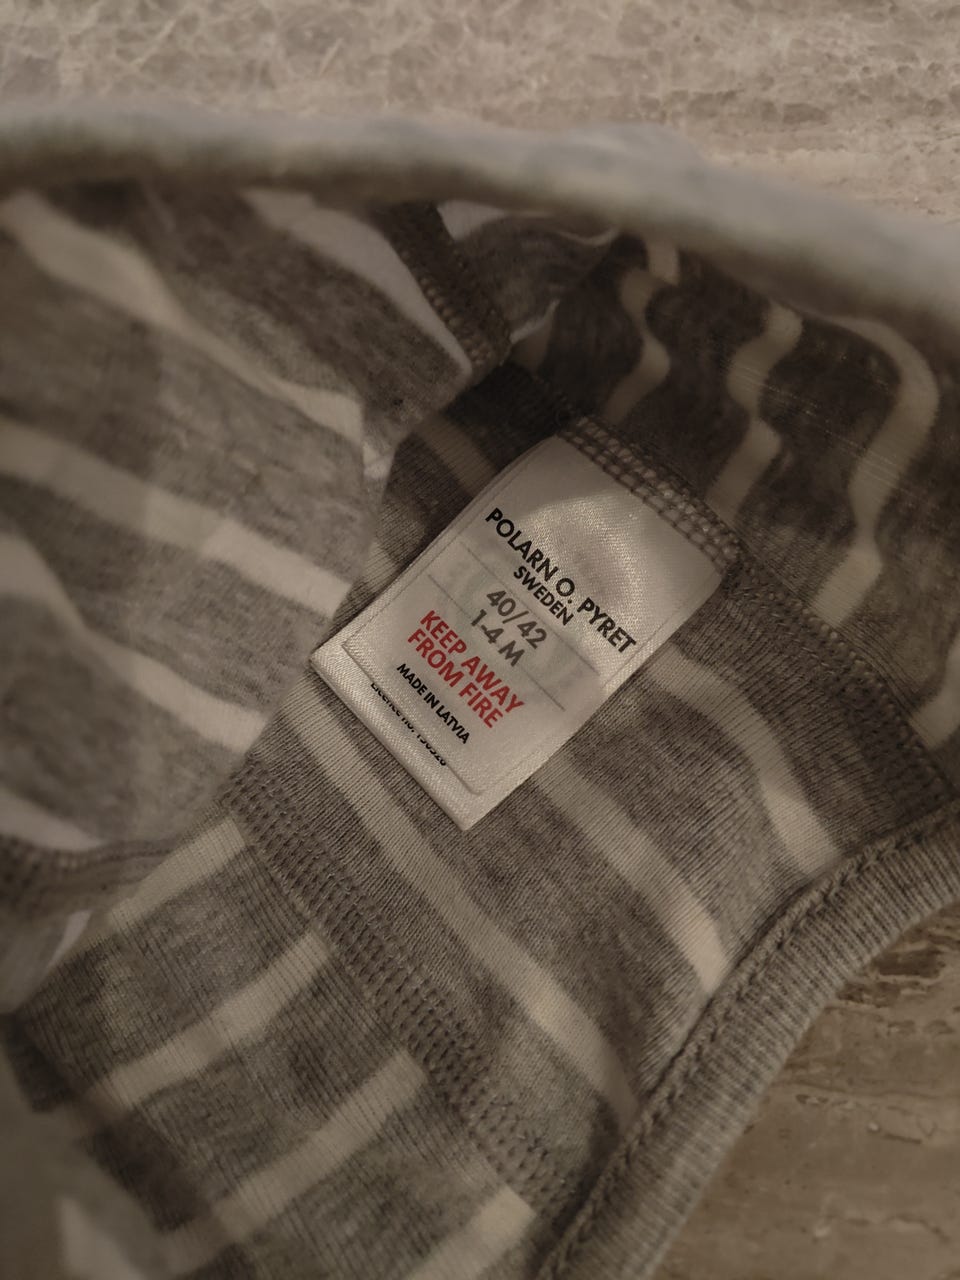 POLARN O. PYRET
SWEDEN
40/42
1-4 M
KEEP AWAY
FROM FIRE
MADE IN LATVIA